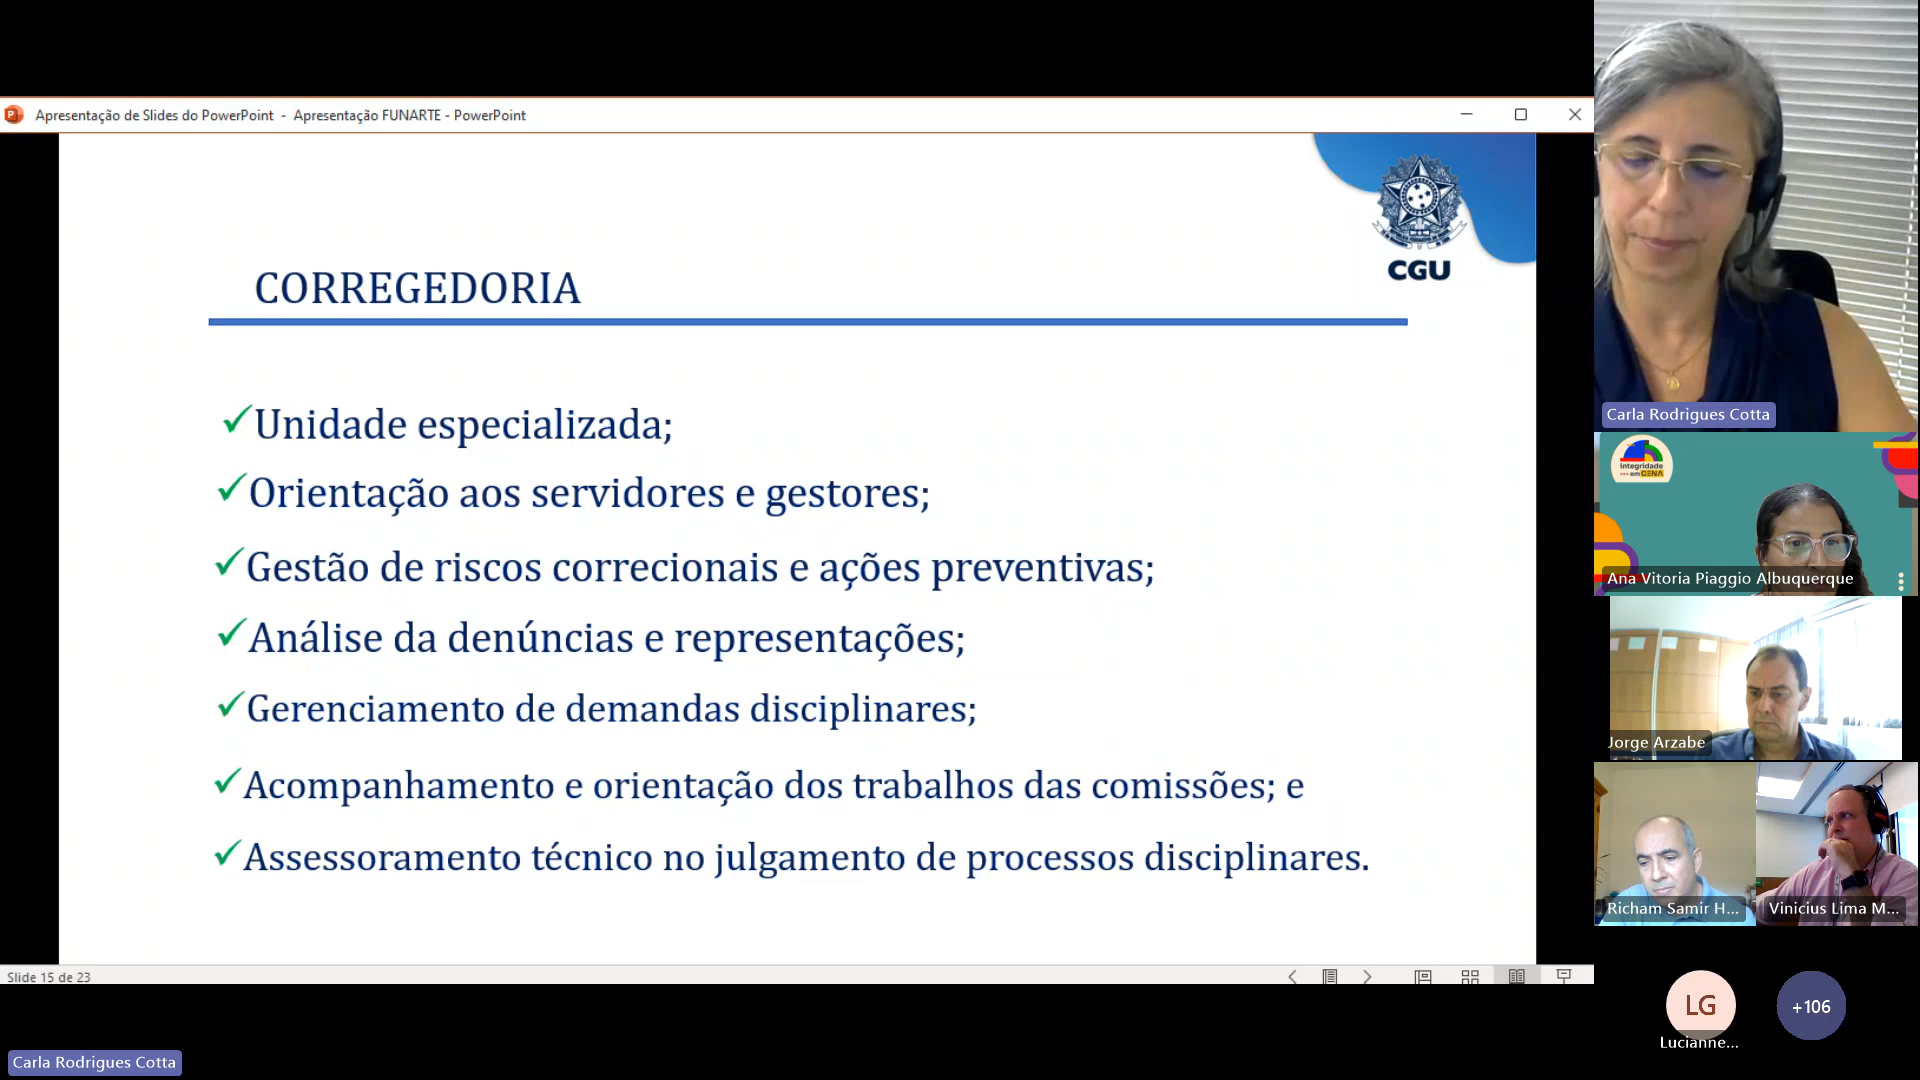 Apresentação de Slides do PowerPoint - Apresentação FUNARTE - PowerPoint
CGU
CORREGEDORIA
Unidade especializada;
Orientação aos servidores e gestores;
Gestão de riscos correcionais e ações preventivas;
Análise da denúncias e representações;
Gerenciamento de demandas disciplinares;
Acompanhamento e orientação dos trabalhos das comissões; e
Assessoramento técnico no julgamento de processos disciplinares.
Slide 15 de 23
Carla Rodrigues Cotta
Carla Rodrigues Cotta
integridade
em CENA
Ana Vitoria Piaggio Albuquerque
Jorge Arzabe
Richam Samir H...
Vinicius Lima M...
LG
+106
Lucianne...